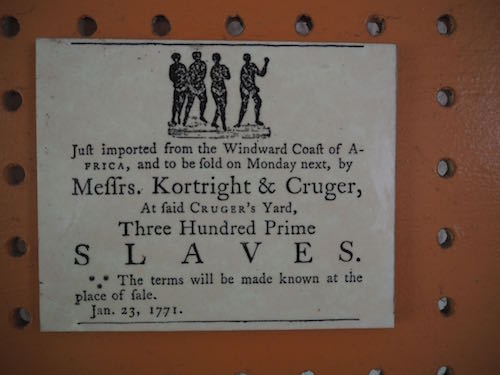 Juſt imported from the Windward Coaſt of A-
FRICA, and to be ſold on Monday next, by
Meſſrs. Kortright & Cruger,
At ſaid CRUGER's Yard,
Three Hundred Prime
SLAVES.
*** The terms will be made known at the
place of ſale.
Jan. 23, 1771.